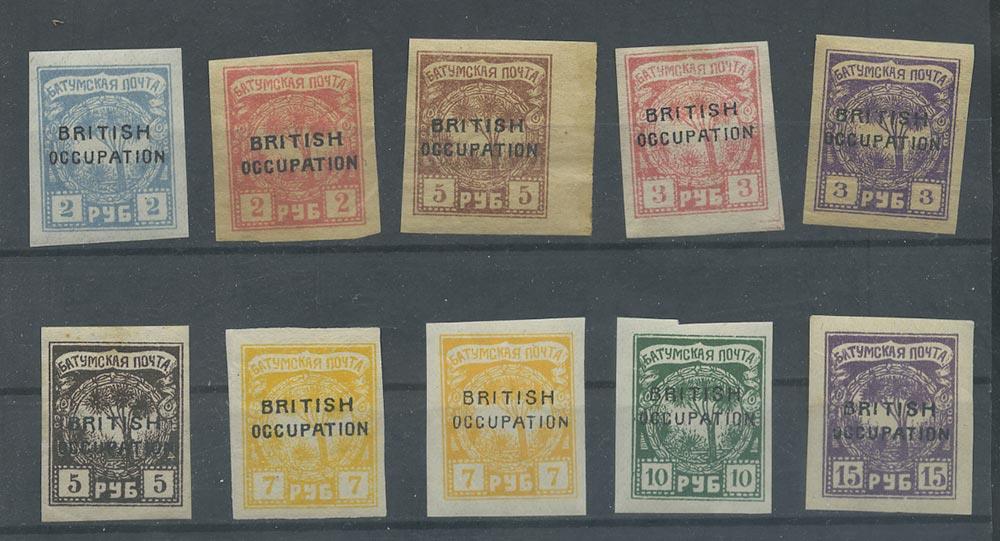 БАТУМСКАЯ ПОЧТА
BRITISH
OCCUPATION
2 РУБ 2
БАТУМСКАЯ ПОЧТА
BRITISH
OCCUPATION
2 РУБ 2
БАТУМСКАЯ ПОЧТА
BRITISH
OCCUPATION
5 РУБ 5
БАТУМСКАЯ ПОЧТА
BRITISH
OCCUPATION
3 РУБ 3
БАТУМСКАЯ ПОЧТА
BRITISH
OCCUPATION
3 РУБ 3
БАТУМСКАЯ ПОЧТА
BRITISH
OCCUPATION
5 РУБ 5
БАТУМСКАЯ ПОЧТА
BRITISH
OCCUPATION
7 РУБ 7
БАТУМСКАЯ ПОЧТА
BRITISH
OCCUPATION
7 РУБ 7
БАТУМСКАЯ ПОЧТА
BRITISH
OCCUPATION
10 РУБ 10
БАТУМСКАЯ ПОЧТА
BRITISH
OCCUPATION
15 РУБ 15